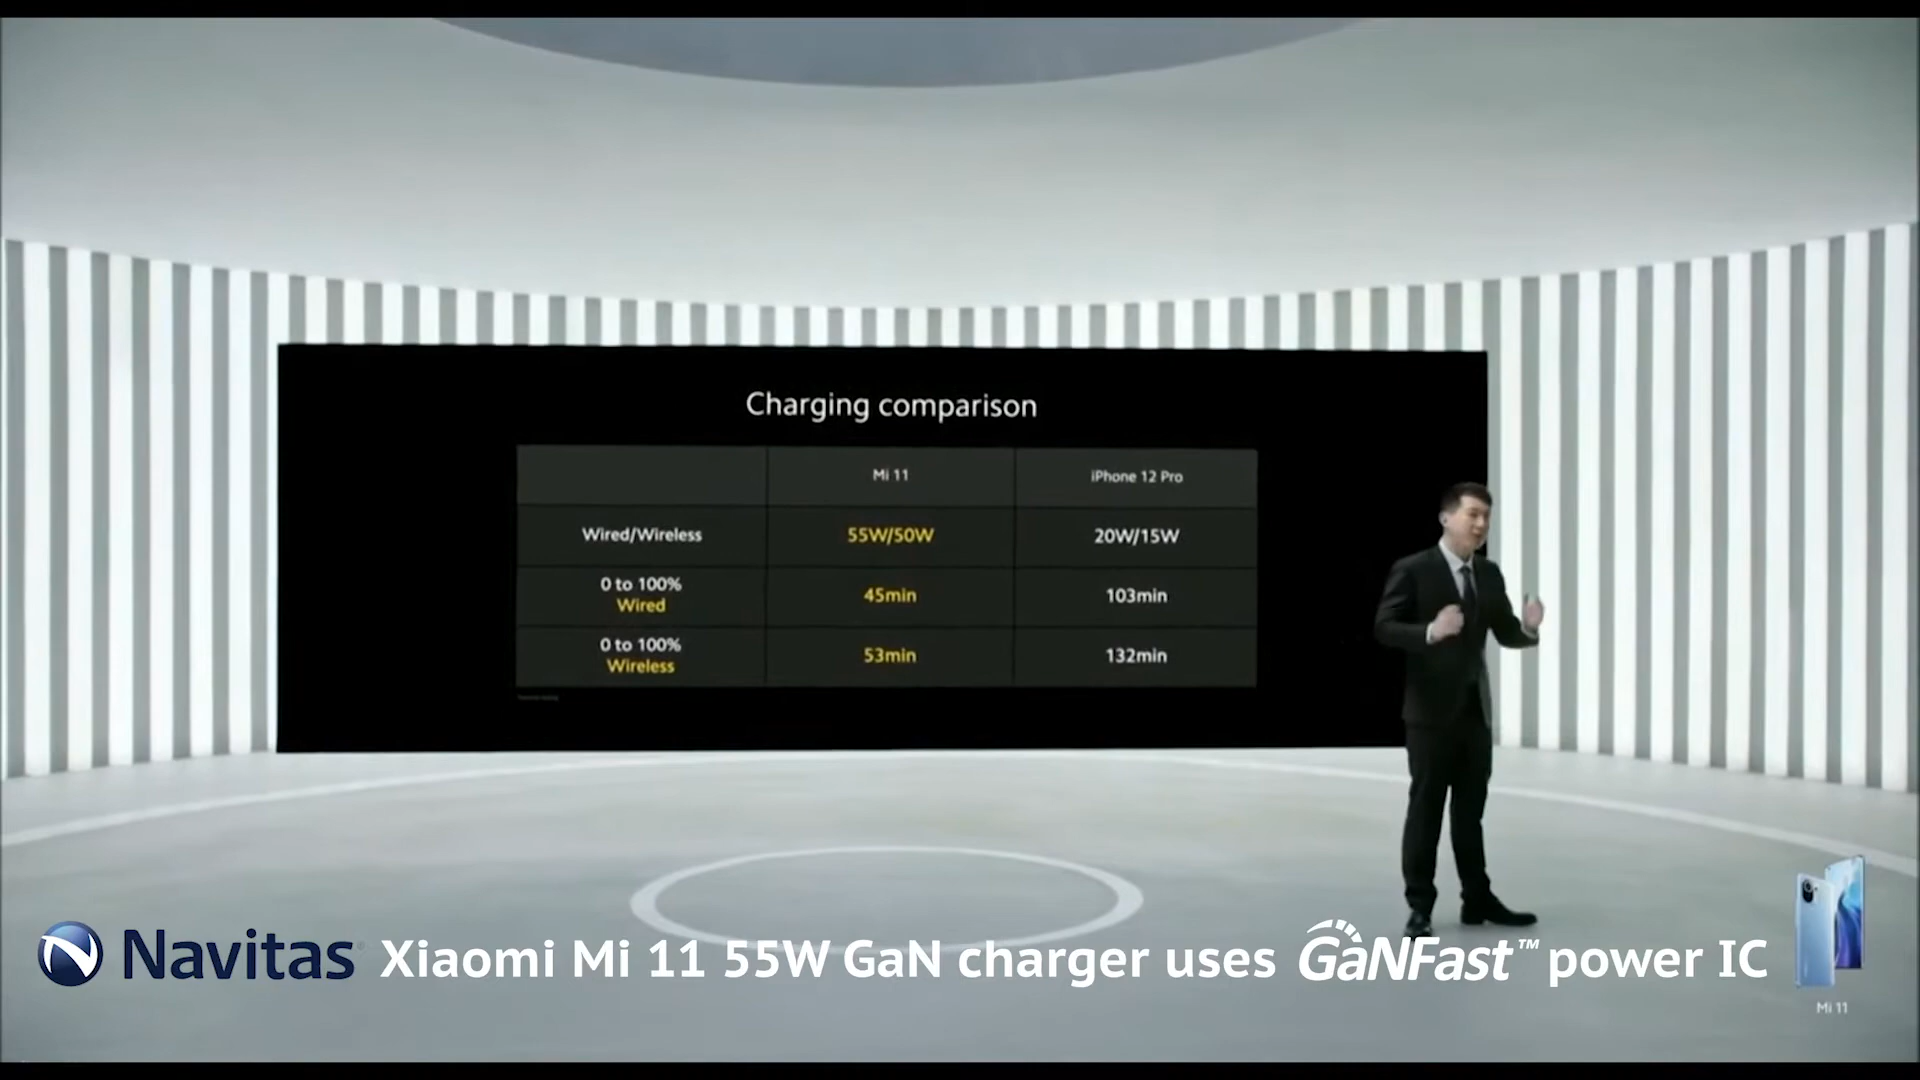 Charging comparison
Mi 11
iPhone 12 Pro
Wired/Wireless
55W/50W
20W/15W
0 to 100%
Wired
45min
103min
0 to 100%
Wireless
53min
132min
Navitas Xiaomi Mi 11 55W GaN charger uses GaNFast™ power IC
Mi 11